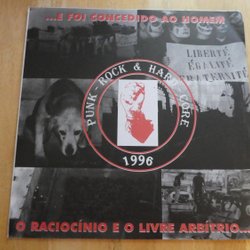 ...E FOI CONCEDIDO AO HOMEM
LIBERTÉ
ÉGALITÉ
FRATERNITÉ
PUNK-ROCK & HARDCORE
1996
O RACIOCÍNIO E O LIVRE ARBÍTRIO...